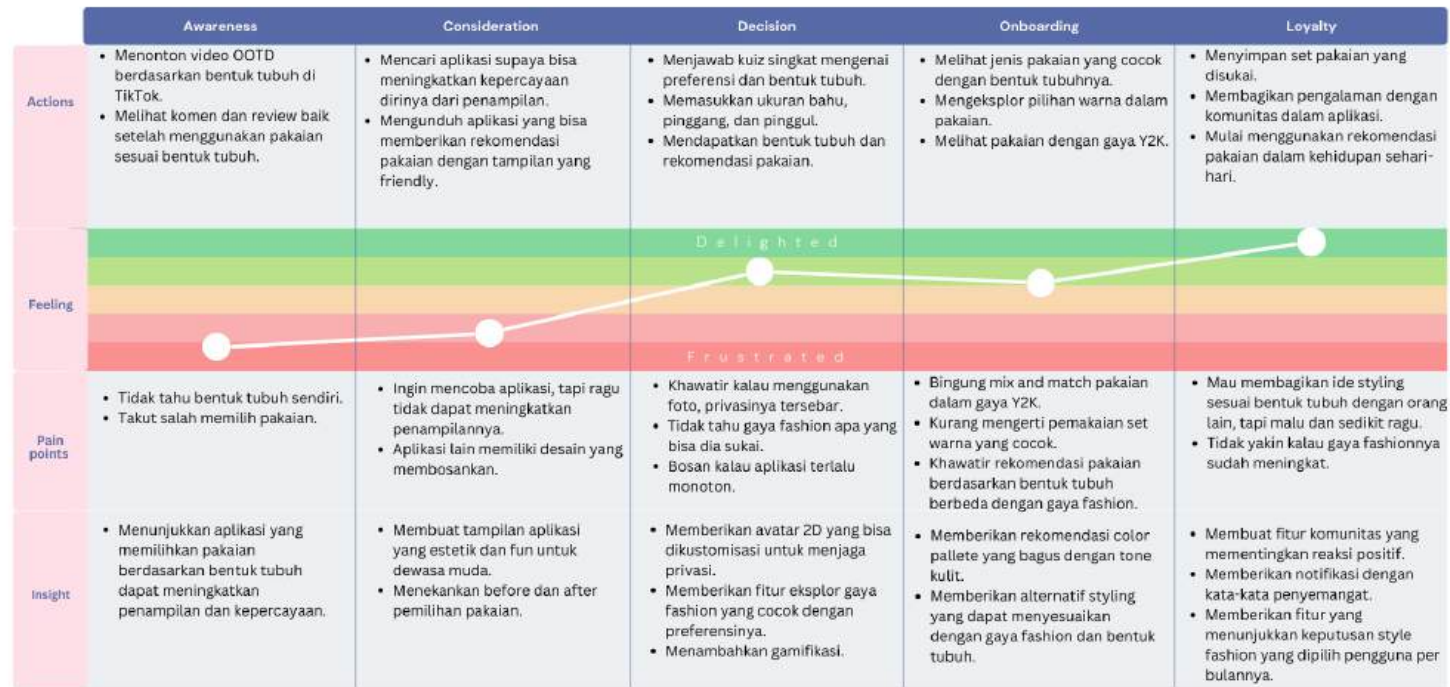 Awareness
Consideration
Decision
Onboarding
Loyalty
Actions
• Menonton video OOTD
berdasarkan bentuk tubuh di
TikTok.
• Melihat komen dan review baik
setelah menggunakan pakaian
sesuai bentuk tubuh.
• Mencari aplikasi supaya bisa
meningkatkan kepercayaan
dirinya dari penampilan.
• Mengunduh aplikasi yang bisa
memberikan rekomendasi
pakaian dengan tampilan yang
friendly.
• Menjawab kuiz singkat mengenai
preferensi dan bentuk tubuh.
• Memasukkan ukuran bahu,
pinggang, dan pinggul.
• Mendapatkan bentuk tubuh dan
rekomendasi pakaian.
• Melihat jenis pakaian yang cocok
dengan bentuk tubuhnya.
• Mengeksplor pilihan warna dalam
pakaian.
• Melihat pakaian dengan gaya Y2K.
• Menyimpan set pakaian yang
disukai.
• Membagikan pengalaman dengan
komunitas dalam aplikasi.
• Mulai menggunakan rekomendasi
pakaian dalam kehidupan sehari-
hari.
Feeling
Delighted
Frustrated
Pain
points
• Tidak tahu bentuk tubuh sendiri.
• Takut salah memilih pakaian.
• Ingin mencoba aplikasi, tapi ragu
tidak dapat meningkatkan
penampilannya.
• Aplikasi lain memiliki desain yang
membosankan.
• Khawatir kalau menggunakan
foto, privasinya tersebar.
• Tidak tahu gaya fashion apa yang
bisa dia sukai.
• Bosan kalau aplikasi terlalu
monoton.
• Bingung mix and match pakaian
dalam gaya Y2K.
• Kurang mengerti pemakaian set
warna yang cocok.
• Khawatir rekomendasi pakaian
berdasarkan bentuk tubuh
berbeda dengan gaya fashion.
• Mau membagikan ide styling
sesuai bentuk tubuh dengan orang
lain, tapi malu dan sedikit ragu.
• Tidak yakin kalau gaya fashionnya
sudah meningkat.
Insight
• Menunjukkan aplikasi yang
memilihkan pakaian
berdasarkan bentuk tubuh
dapat meningkatkan
penampilan dan kepercayaan.
• Membuat tampilan aplikasi
yang estetik dan fun untuk
dewasa muda.
• Menekankan before dan after
pemilihan pakaian.
• Memberikan avatar 2D yang bisa
dikustomisasi untuk menjaga
privasi.
• Memberikan fitur eksplor gaya
fashion yang cocok dengan
preferensinya.
• Menambahkan gamifikasi.
• Memberikan rekomendasi color
pallete yang bagus dengan tone
kulit.
• Memberikan alternatif styling
yang dapat menyesuaikan
dengan gaya fashion dan bentuk
tubuh.
• Membuat fitur komunitas yang
mementingkan reaksi positif.
• Memberikan notifikasi dengan
kata-kata penyemangat.
• Memberikan fitur yang
menunjukkan keputusan style
fashion yang dipilih pengguna per
bulannya.